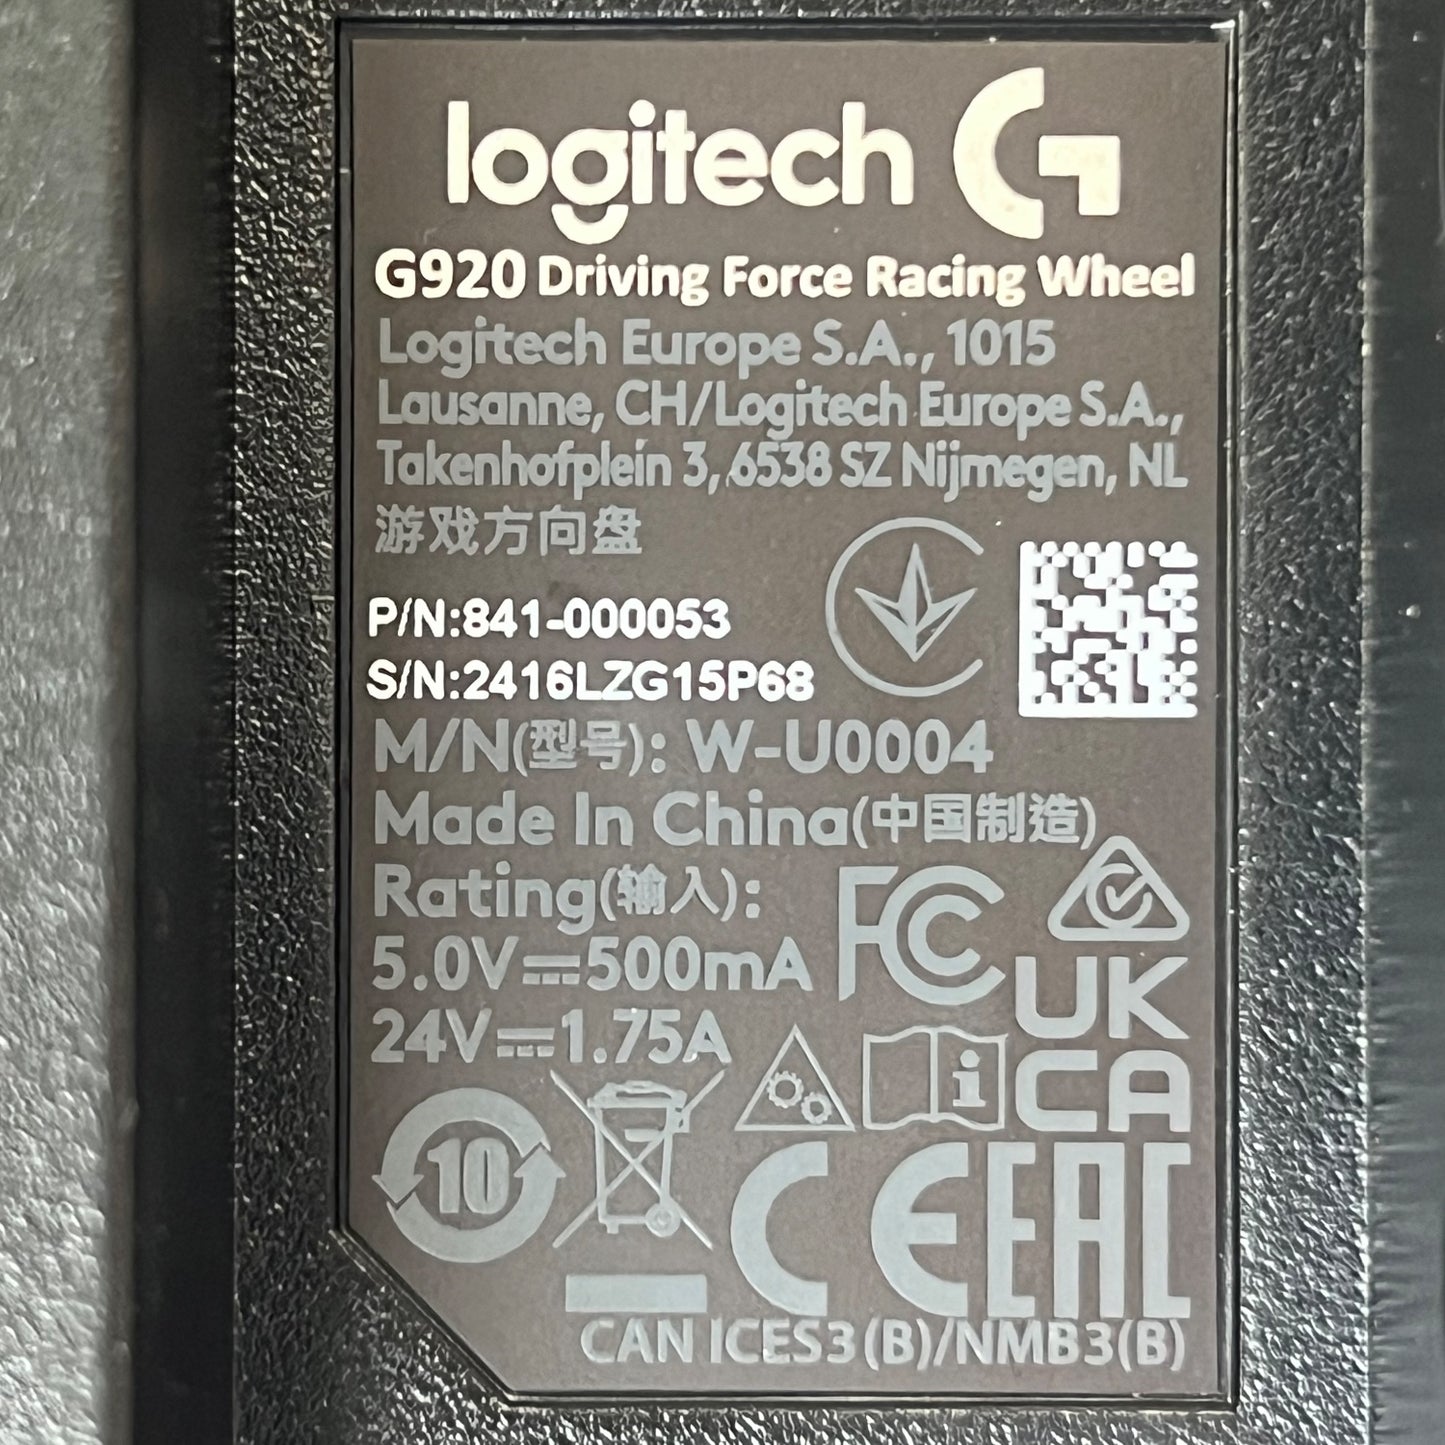 logitech G
G920 Driving Force Racing Wheel
Logitech Europe S.A., 1015
Lausanne, CH/Logitech Europe S.A.,
Takenhofplein 3, 6538 SZ Nijmegen, NL
游戏方向盘
P/N:841-000053
S/N:2416LZG15P68
M/N(型号): W-U0004
Made In China(中国制造)
Rating(输入):
5.0V⎓500mA
24V⎓1.75A
FC
UK
CA
i
10
CE
EAC
CAN ICES3(B)/NMB3(B)